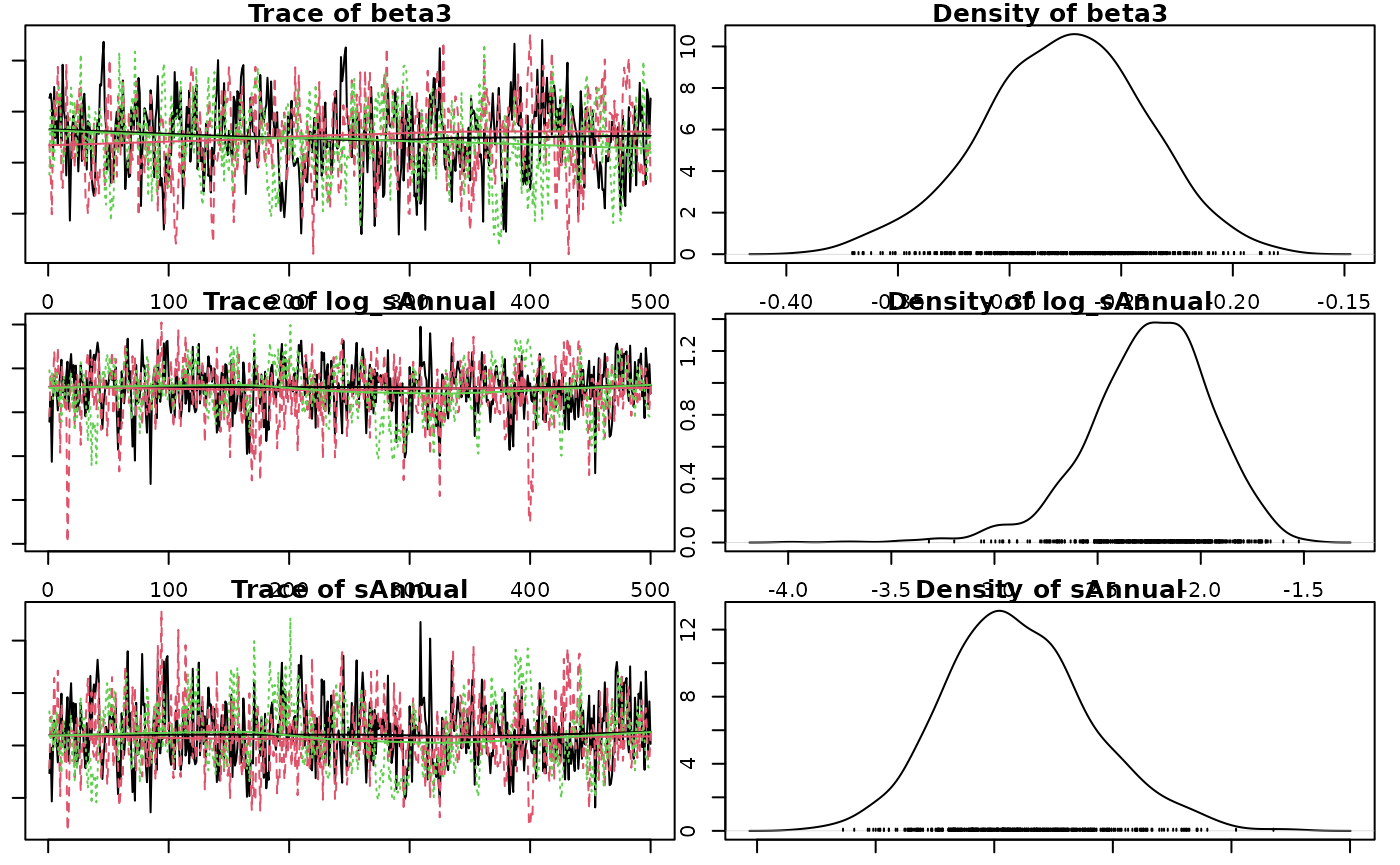 Trace of beta3 Density of beta3
10
8
6
4
2
0
0 100 200 300 400 500 -0.40 -0.35 -0.30 -0.25 -0.20 -0.15
Trace of log_sAnnual Density of log_sAnnual
1.2
0.8
0.4
0.0
0 100 200 300 400 500 -4.0 -3.5 -3.0 -2.5 -2.0 -1.5
Trace of sAnnual Density of sAnnual
12
8
4
0